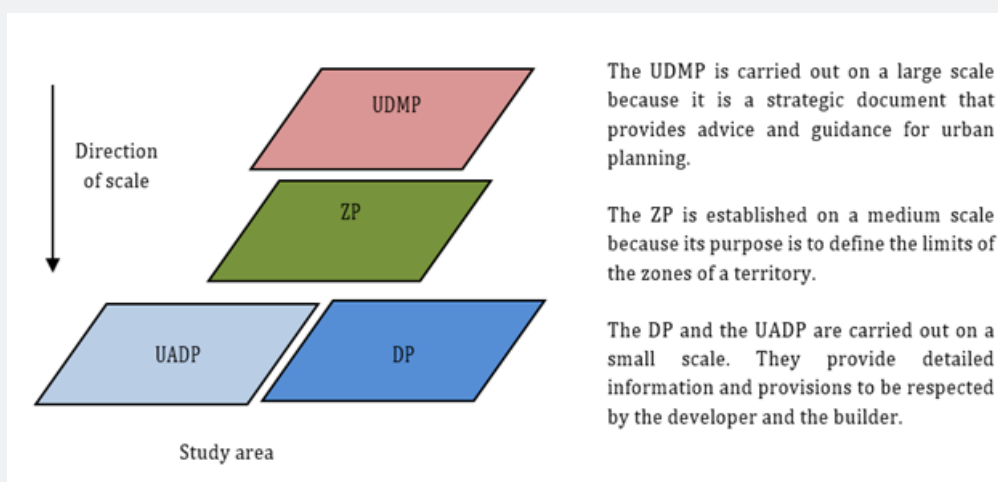 UDMP
Direction
of scale
ZP
UADP
DP
Study area
The UDMP is carried out on a large scale
because it is a strategic document that
provides advice and guidance for urban
planning.
The ZP is established on a medium scale
because its purpose is to define the limits of
the zones of a territory.
The DP and the UADP are carried out on a
small scale. They provide detailed
information and provisions to be respected
by the developer and the builder.